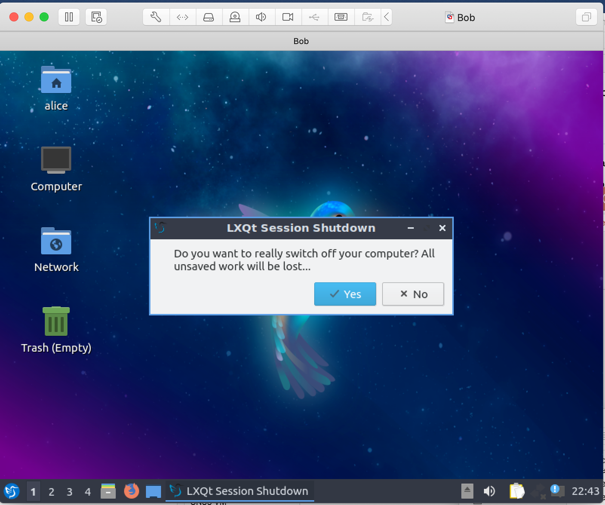 Bob
Bob
alice
Computer
Network
Trash (Empty)
LXQt Session Shutdown
Do you want to really switch off your computer? All
unsaved work will be lost...
Yes
No
1 2 3 4 LXQt Session Shutdown 22:43